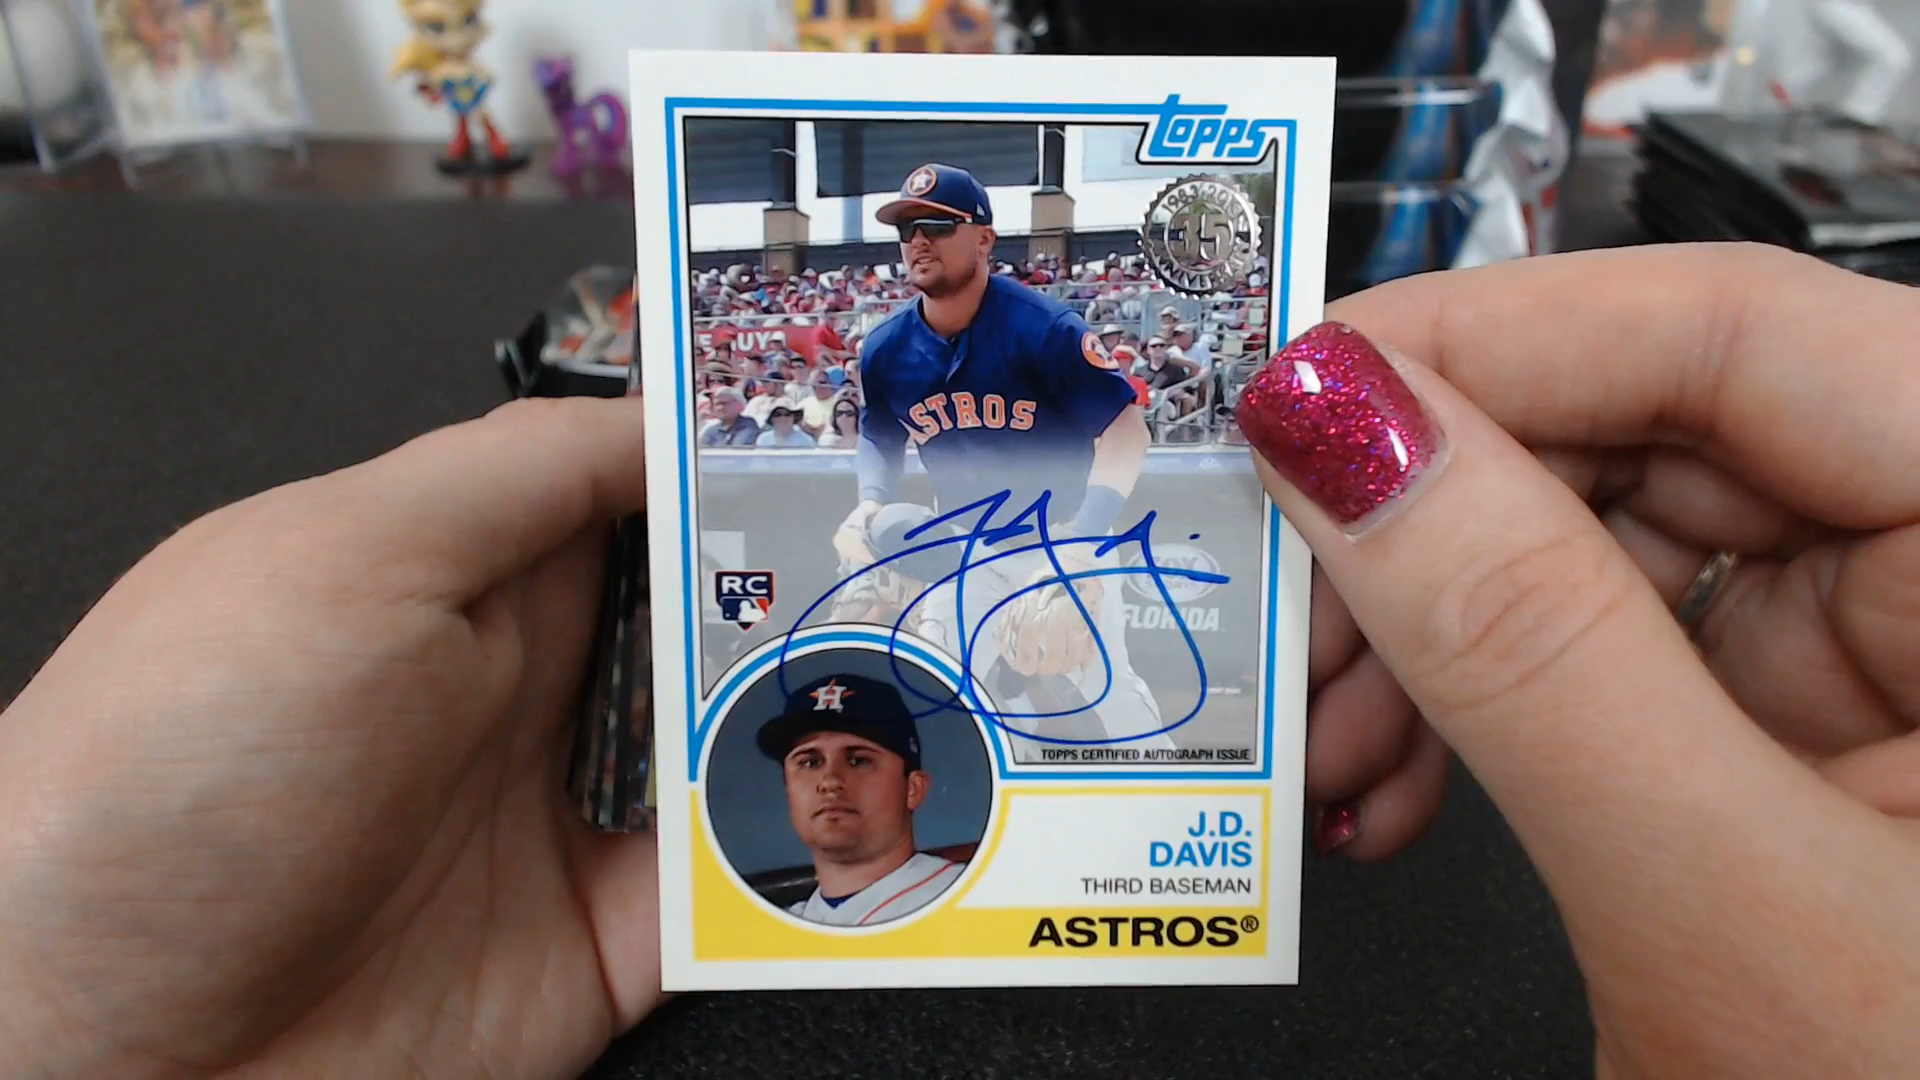 topps
1983-2018
35
ANNIVERSARY
ASTROS
FLORIDA
RC
H
TOPPS CERTIFIED AUTOGRAPH ISSUE
J.D.
DAVIS
THIRD BASEMAN
ASTROS®